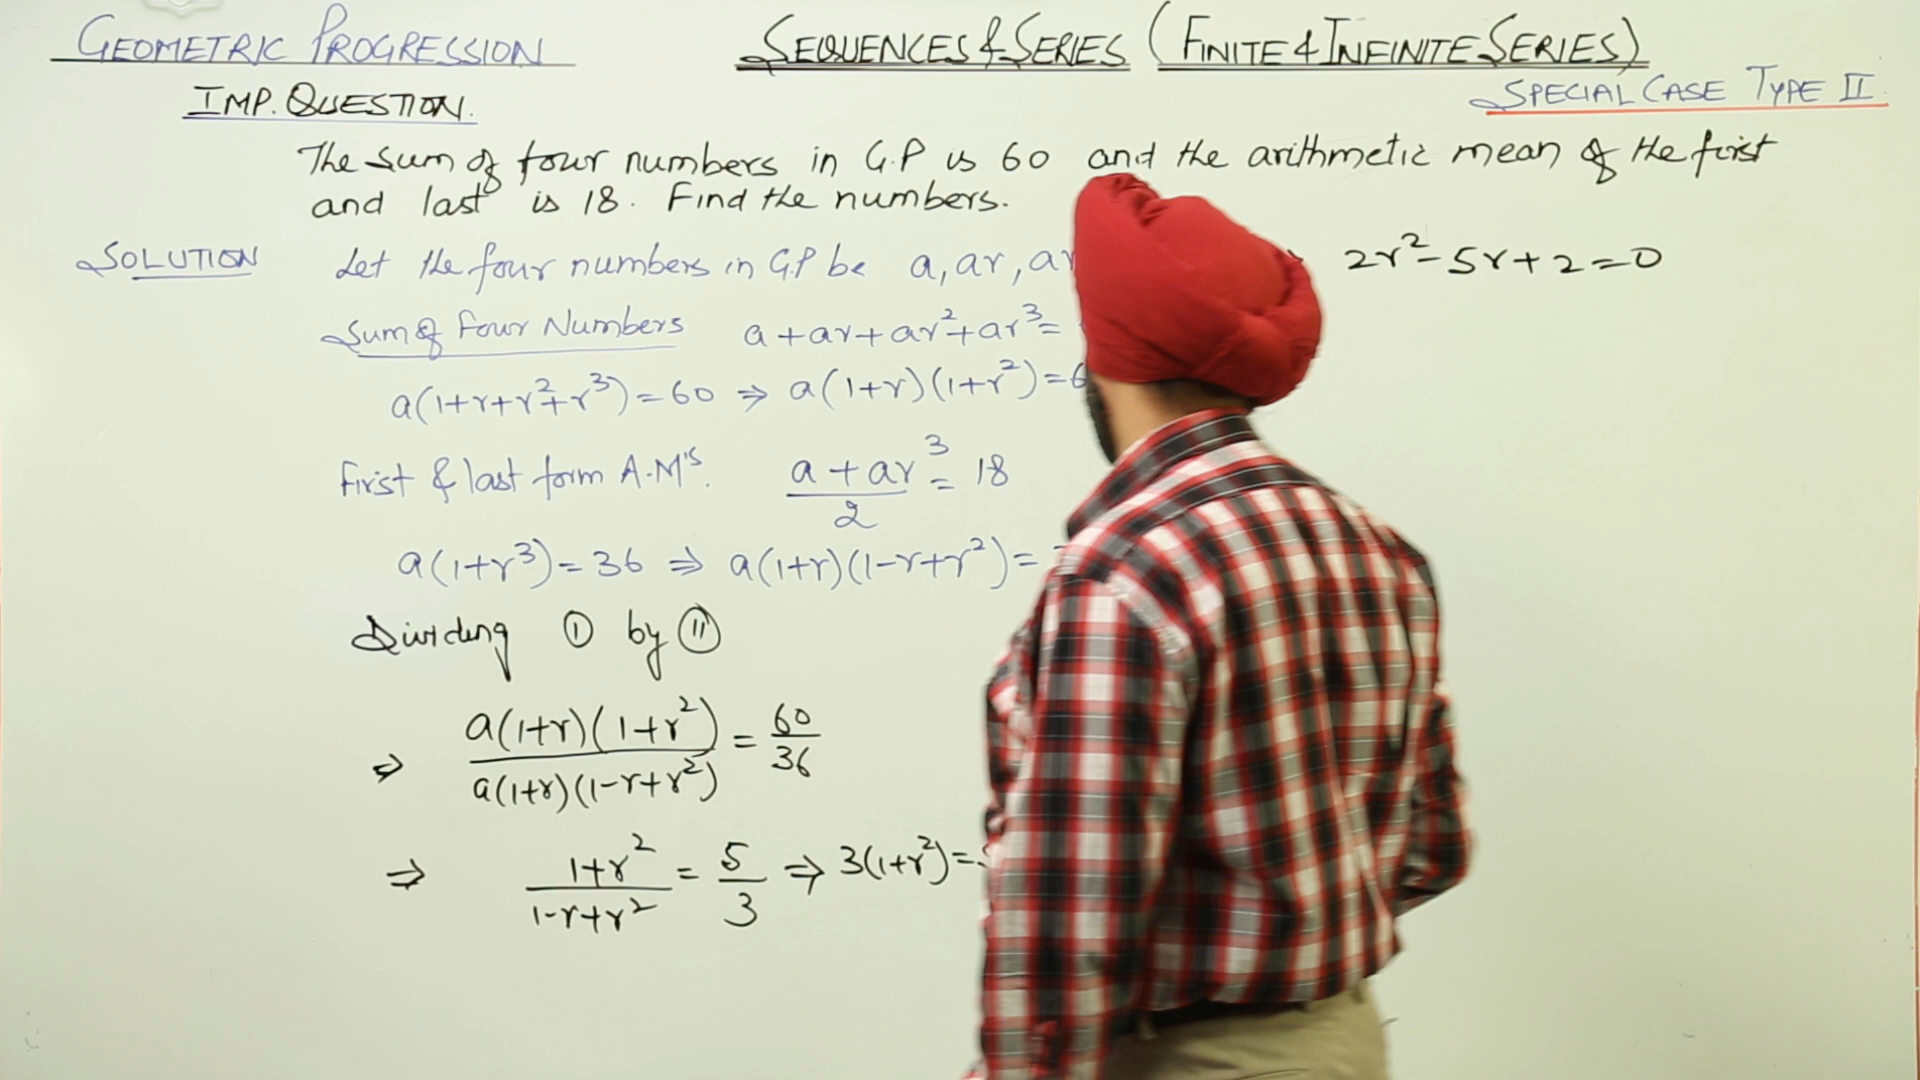 GEOMETRIC PROGRESSION
SEQUENCES & SERIES (FINITE & INFINITE SERIES)
IMP. QUESTION.
SPECIAL CASE TYPE II
The sum of four numbers in G.P is 60 and the arithmetic mean of the first
and last is 18. Find the numbers.
SOLUTION Let the four numbers in G.P be a, ar, ar
Sum of Four Numbers a+ar+ar²+ar³=
a(1+r+r²+r³)=60 ⇒ a(1+r)(1+r²)=6
First & last form A.M's. (a+ar³)/2 = 18
a(1+r³)=36 ⇒ a(1+r)(1-r+r²)=
Dividing ① by ⑪
⇒ a(1+r)(1+r²)/a(1+r)(1-r+r²) = 60/36
⇒ (1+r²)/(1-r+r²) = 5/3 ⇒ 3(1+r²)=
2r²-5r+2=0